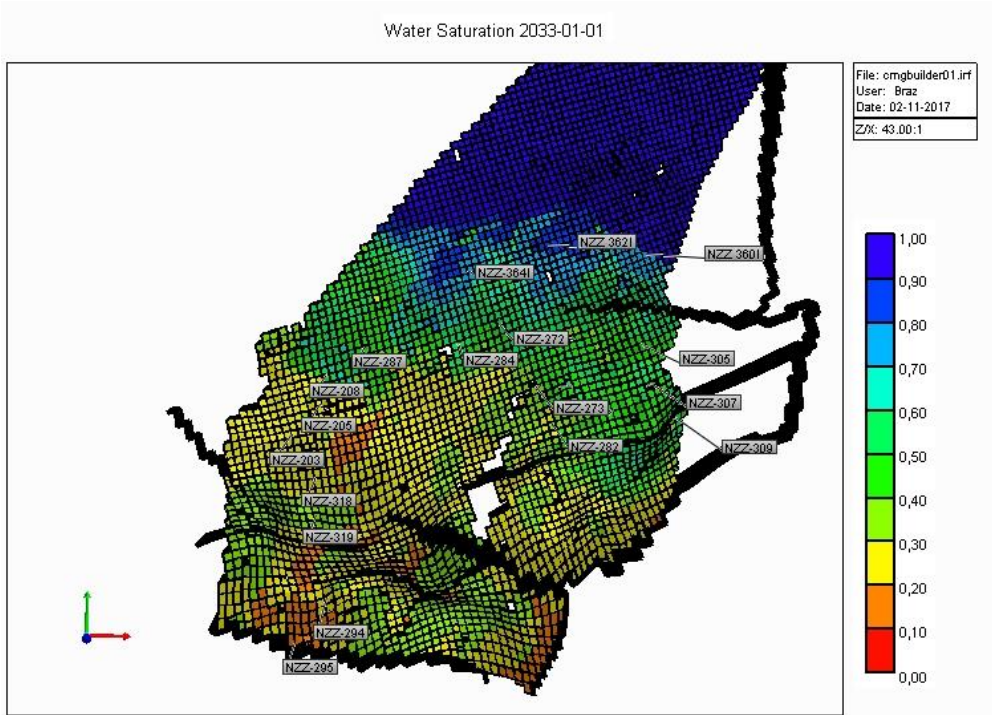 Water Saturation 2033-01-01
File: cmgbuilder01.irf
User: Braz
Date: 02-11-2017
Z/X: 43.00:1
NZZ 362I
NZZ 360I
NZZ-364I
NZZ-272
NZZ-287
NZZ-284
NZZ-305
NZZ-208
NZZ-273
NZZ-307
NZZ-205
NZZ-282
NZZ-309
NZZ-203
NZZ-318
NZZ-319
NZZ-294
NZZ-295
1,00
0,90
0,80
0,70
0,60
0,50
0,40
0,30
0,20
0,10
0,00